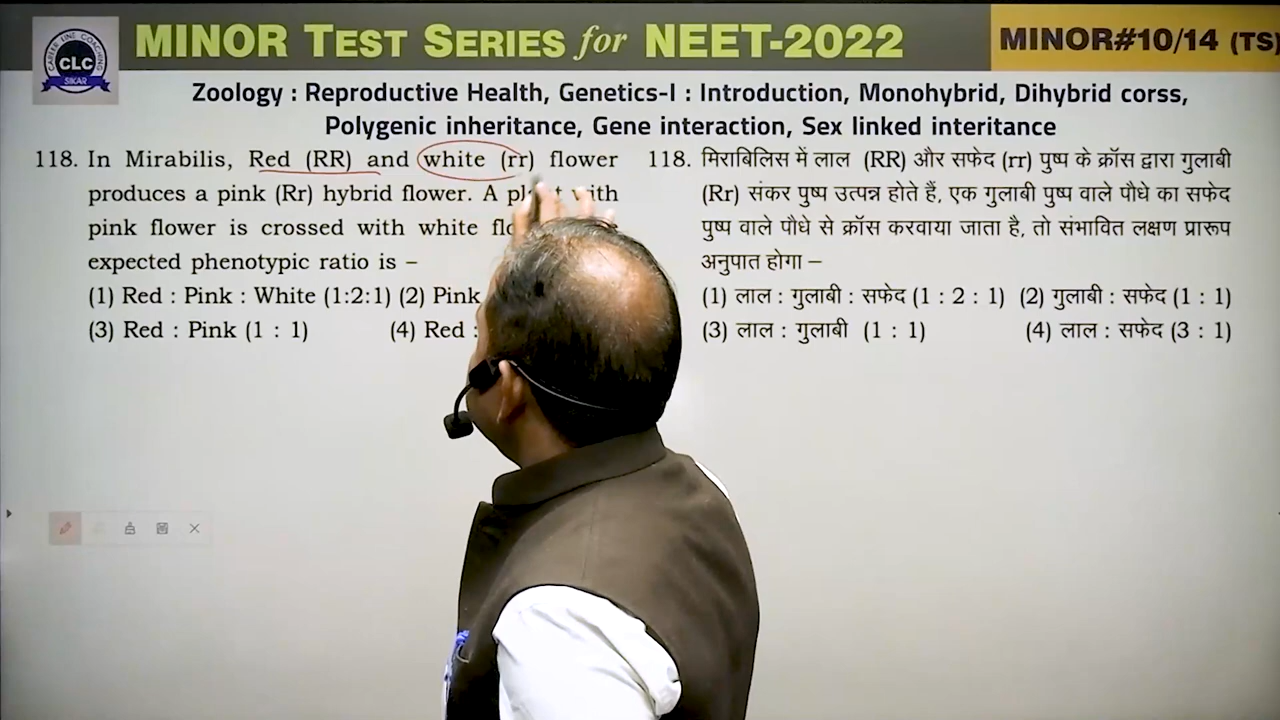 MINOR TEST SERIES for NEET-2022
MINOR#10/14 (TS)
CAREER LINE COACHING
CLC
SIKAR
Zoology : Reproductive Health, Genetics-I : Introduction, Monohybrid, Dihybrid corss,
Polygenic inheritance, Gene interaction, Sex linked interitance
118. In Mirabilis, Red (RR) and white (rr) flower
produces a pink (Rr) hybrid flower. A with
pink flower is crossed with white
expected phenotypic ratio is –
(1) Red : Pink : White (1:2:1) (2) Pink
(3) Red : Pink (1 : 1) (4) Red :
118. मिराबिलिस में लाल (RR) और सफेद (rr) पुष्प के क्रॉस द्वारा गुलाबी
(Rr) संकर पुष्प उत्पन्न होते हैं, एक गुलाबी पुष्प वाले पौधे का सफेद
पुष्प वाले पौधे से क्रॉस करवाया जाता है, तो संभावित लक्षण प्रारूप
अनुपात होगा –
(1) लाल : गुलाबी : सफेद (1 : 2 : 1) (2) गुलाबी : सफेद (1 : 1)
(3) लाल : गुलाबी (1 : 1) (4) लाल : सफेद (3 : 1)